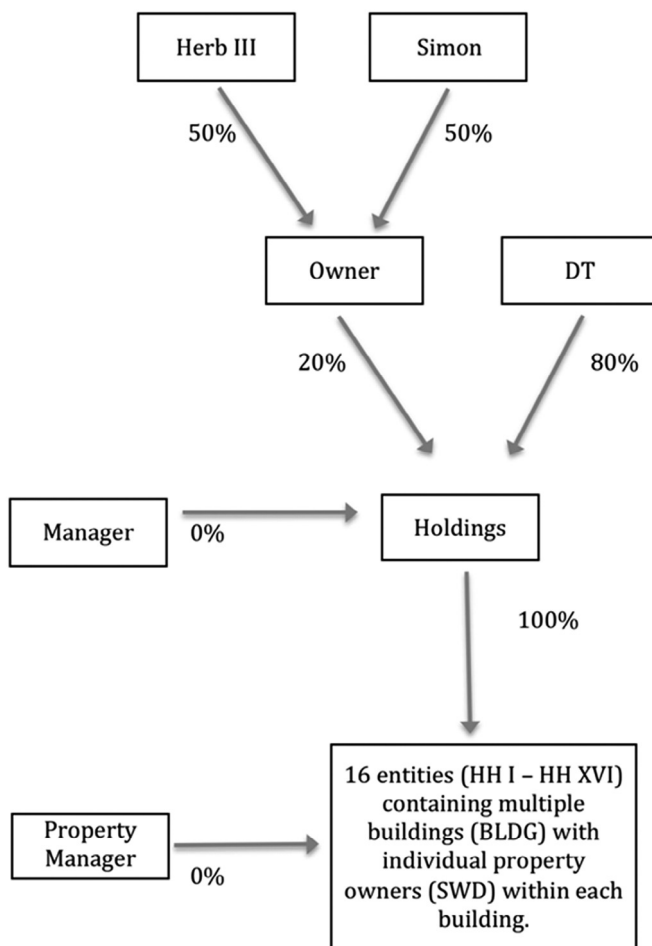 Herb III
Simon
50%
50%
Owner
DT
20%
80%
Manager
0%
Holdings
100%
16 entities (HH I – HH XVI)
containing multiple
buildings (BLDG) with
individual property
owners (SWD) within each
building.
Property
Manager
0%